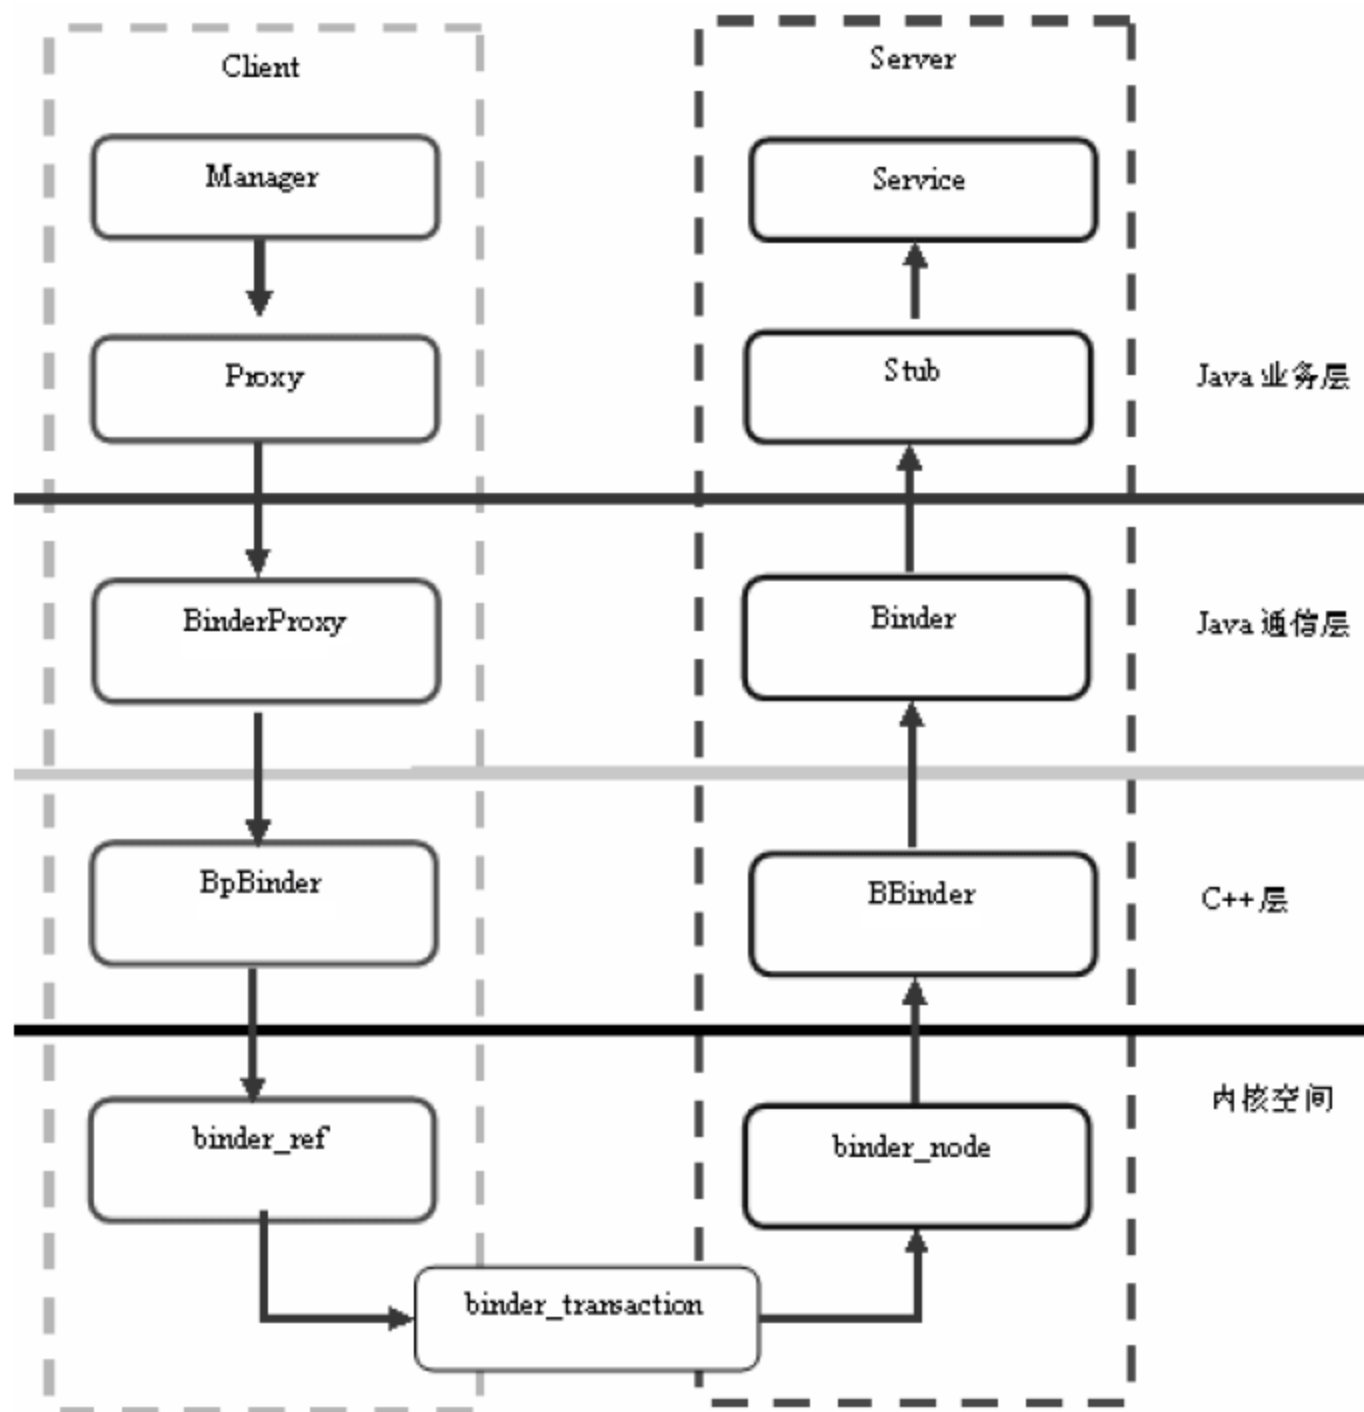 Client
Server
Manager
Service
Proxy
Stub
Java 业务层
BinderProxy
Binder
Java 通信层
BpBinder
BBinder
C++ 层
内核空间
binder_ref
binder_node
binder_transaction